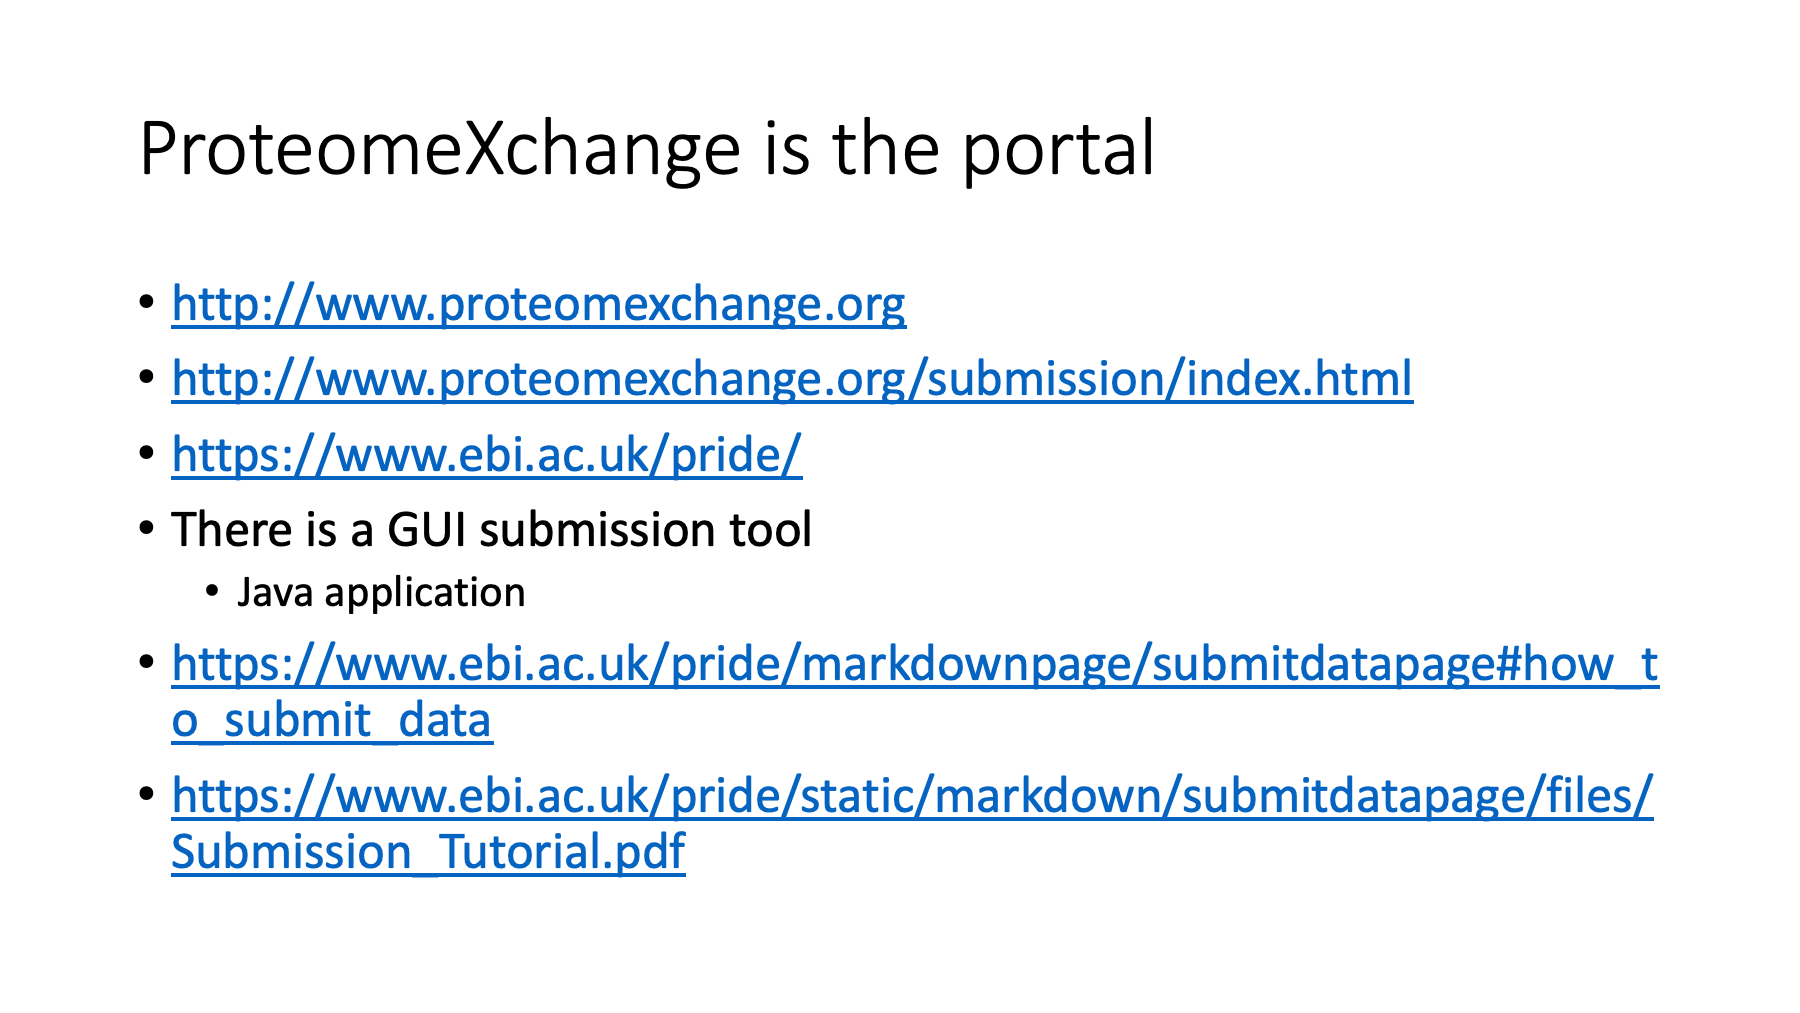 ProteomeXchange is the portal
• http://www.proteomexchange.org
• http://www.proteomexchange.org/submission/index.html
• https://www.ebi.ac.uk/pride/
• There is a GUI submission tool
• Java application
• https://www.ebi.ac.uk/pride/markdownpage/submitdatapage#how_t
o_submit_data
• https://www.ebi.ac.uk/pride/static/markdown/submitdatapage/files/
Submission_Tutorial.pdf